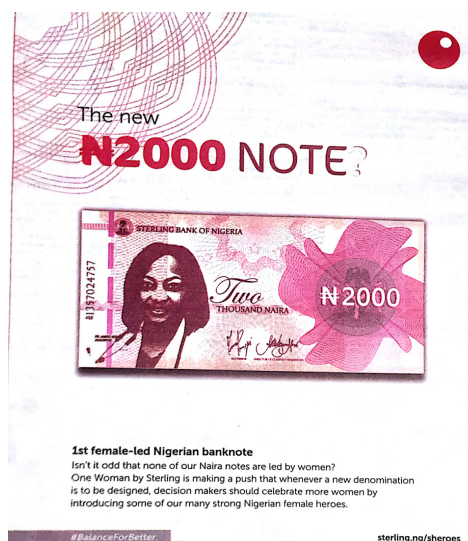 The new
₦2000 NOTE?
STERLING BANK OF NIGERIA
1357024757
Two
THOUSAND NAIRA
₦2000
1st female-led Nigerian banknote
Isn't it odd that none of our Naira notes are led by women?
One Woman by Sterling is making a push that whenever a new denomination
is to be designed, decision makers should celebrate more women by
introducing some of our many strong Nigerian female heroes.
#BalanceForBetter
sterling.ng/sheroes